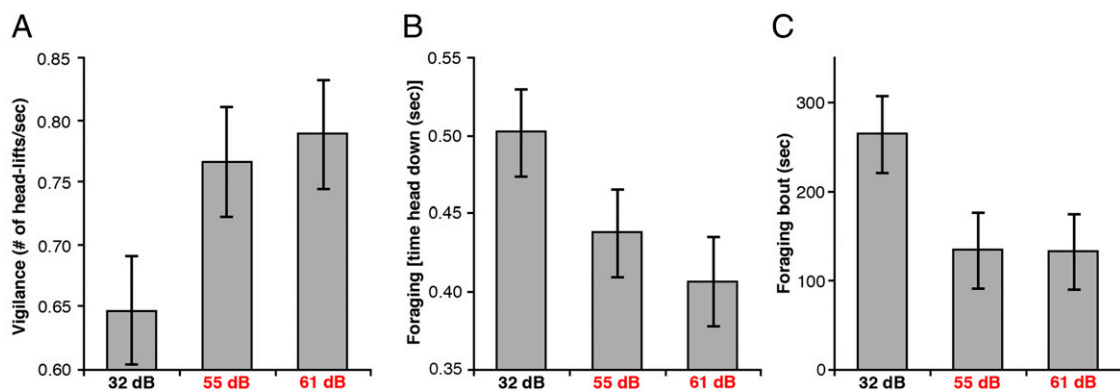 A
Vigilance (# of head-lifts/sec)
0.85
0.80
0.75
0.70
0.65
0.60
32 dB
55 dB
61 dB
B
Foraging [time head down (sec)]
0.55
0.50
0.45
0.40
0.35
32 dB
55 dB
61 dB
C
Foraging bout (sec)
300
200
100
0
32 dB
55 dB
61 dB